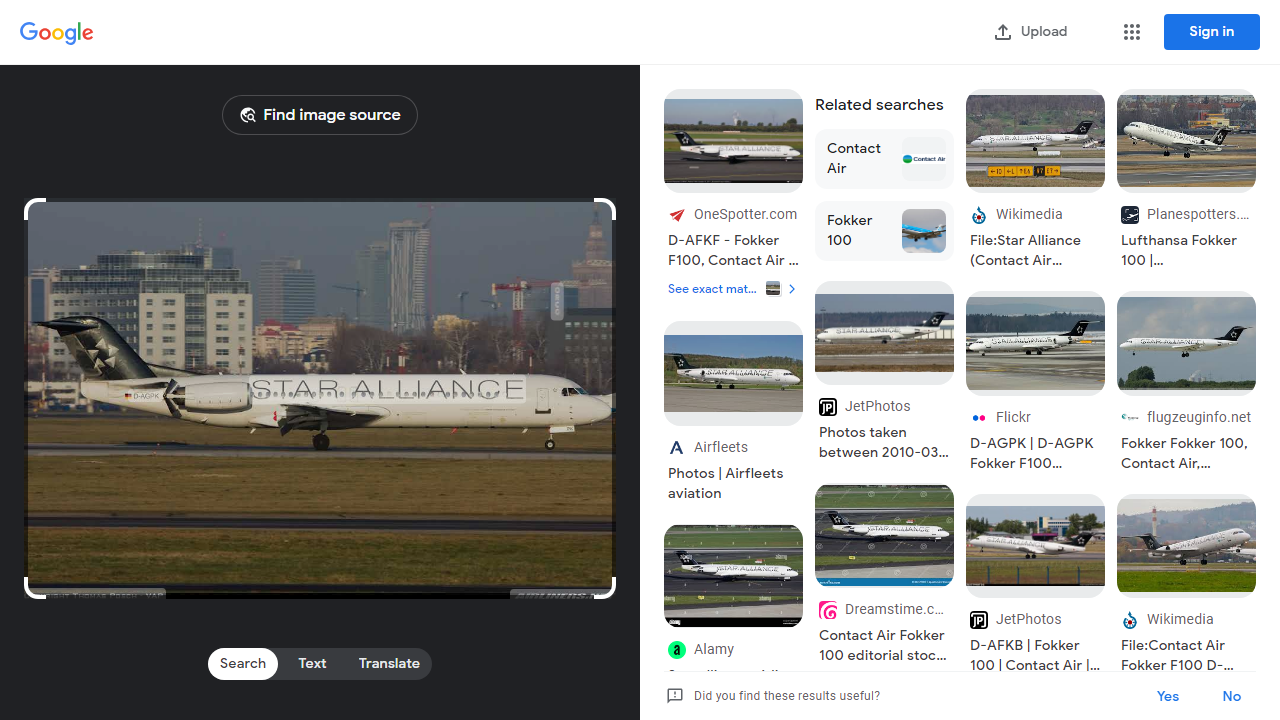 Google
Upload
Sign in
Find image source
STAR ALLIANCE
D-AGPK
Search
Text
Translate
OneSpotter.com
D-AFKF - Fokker
F100, Contact Air ...
See exact mat...
Airfleets
Photos | Airfleets
aviation
Alamy
Related searches
Contact
Air
Contact Air
Fokker
100
JetPhotos
Photos taken
between 2010-03...
Dreamstime.c...
Contact Air Fokker
100 editorial stoc...
Wikimedia
File:Star Alliance
(Contact Air...
Flickr
D-AGPK | D-AGPK
Fokker F100...
JetPhotos
D-AFKB | Fokker
100 | Contact Air |...
Planespotters....
Lufthansa Fokker
100 |...
flugzeuginfo.net
Fokker Fokker 100,
Contact Air,...
Wikimedia
File:Contact Air
Fokker F100 D-...
Did you find these results useful?
Yes
No